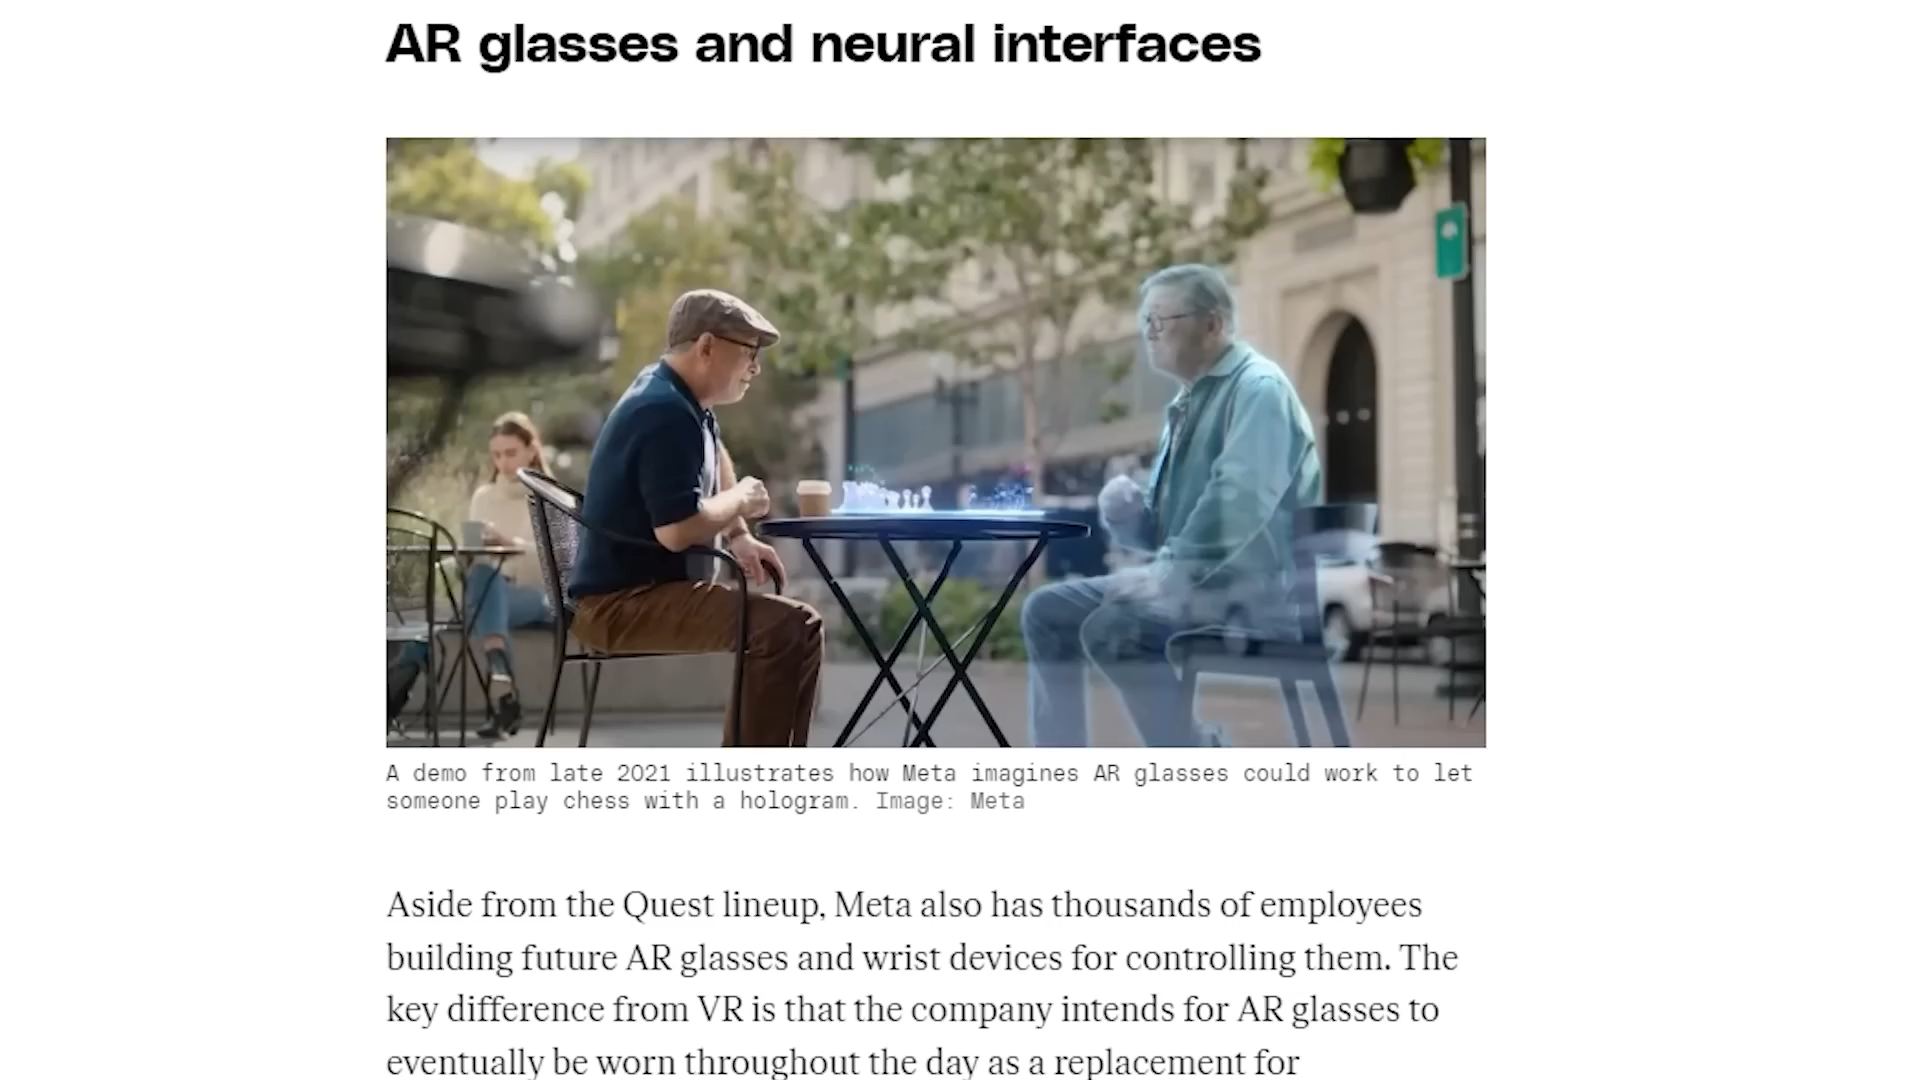 AR glasses and neural interfaces
A demo from late 2021 illustrates how Meta imagines AR glasses could work to let
someone play chess with a hologram. Image: Meta
Aside from the Quest lineup, Meta also has thousands of employees
building future AR glasses and wrist devices for controlling them. The
key difference from VR is that the company intends for AR glasses to
eventually be worn throughout the day as a replacement for